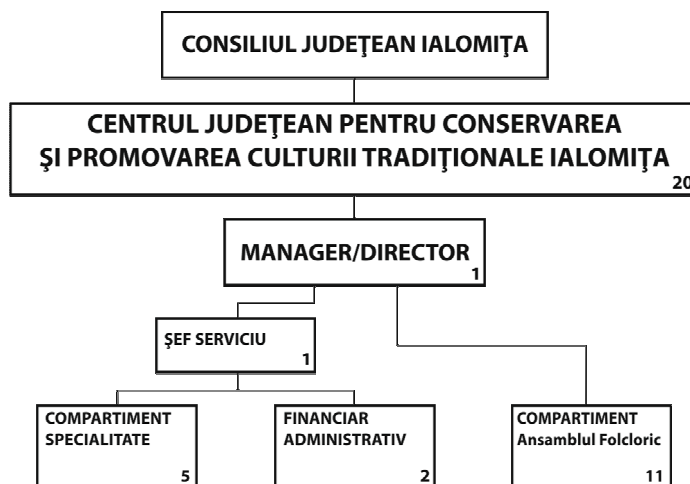 CONSILIUL JUDEŢEAN IALOMIŢA
CENTRUL JUDEŢEAN PENTRU CONSERVAREA
ŞI PROMOVAREA CULTURII TRADIŢIONALE IALOMIŢA
20
MANAGER/DIRECTOR
1
ŞEF SERVICIU
1
COMPARTIMENT
SPECIALITATE
5
FINANCIAR
ADMINISTRATIV
2
COMPARTIMENT
Ansamblul Folcloric
11